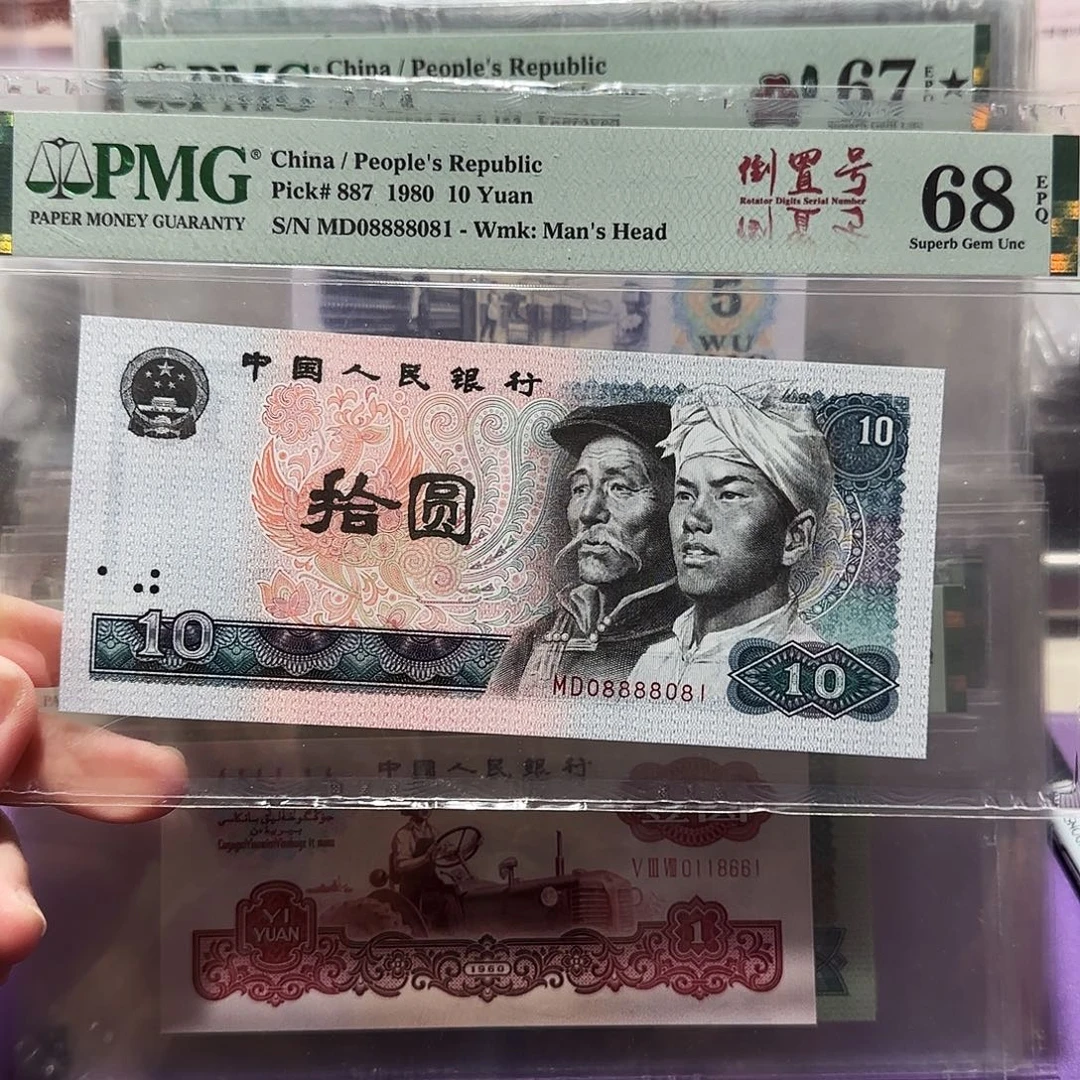 China / People's Republic
67
EPQ ★
PMG®
PAPER MONEY GUARANTY
China / People's Republic
Pick# 887 1980 10 Yuan
S/N MD08888081 - Wmk: Man's Head
倒置号
Rotator Digits Serial Number
68
EPQ
Superb Gem Unc
5
WU
中国人民银行
10
拾圆
10
MD08888081
10
中国人民银行
VⅢⅦ0118661
YI
YUAN
1
1960